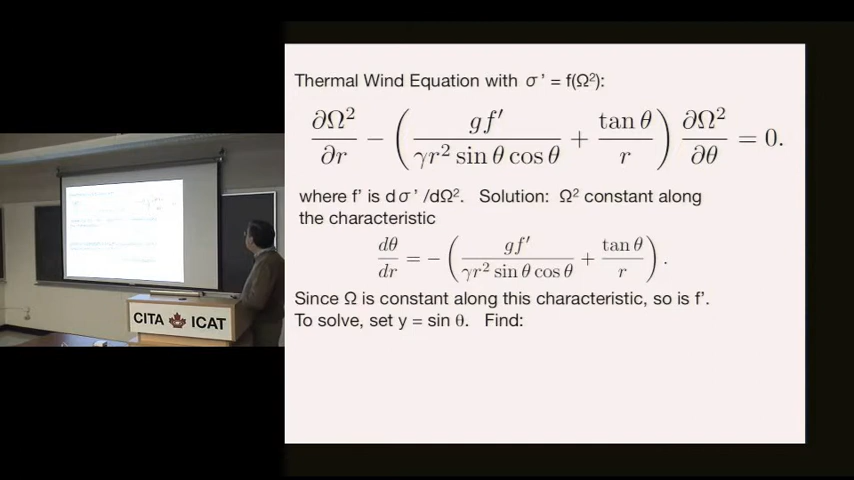 Thermal Wind Equation with σ' = f(Ω²):
∂Ω²/∂r − ( gf'/(γr² sin θ cos θ) + tan θ/r ) ∂Ω²/∂θ = 0.
where f' is dσ'/dΩ². Solution: Ω² constant along
the characteristic
dθ/dr = − ( gf'/(γr² sin θ cos θ) + tan θ/r ) .
Since Ω is constant along this characteristic, so is f'.
To solve, set y = sin θ. Find:
CITA ICAT